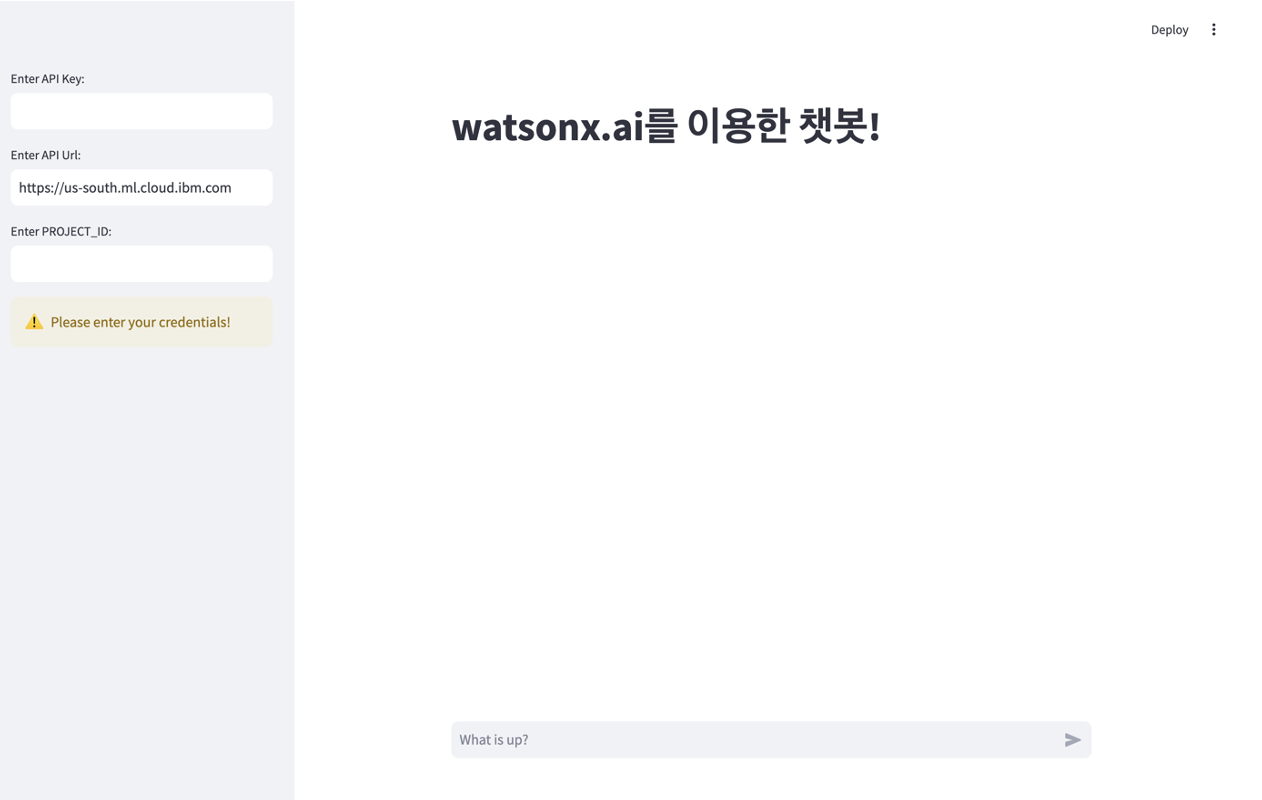 Deploy
Enter API Key:
Enter API Url:
https://us-south.ml.cloud.ibm.com
Enter PROJECT_ID:
Please enter your credentials!
watsonx.ai를 이용한 챗봇!
What is up?